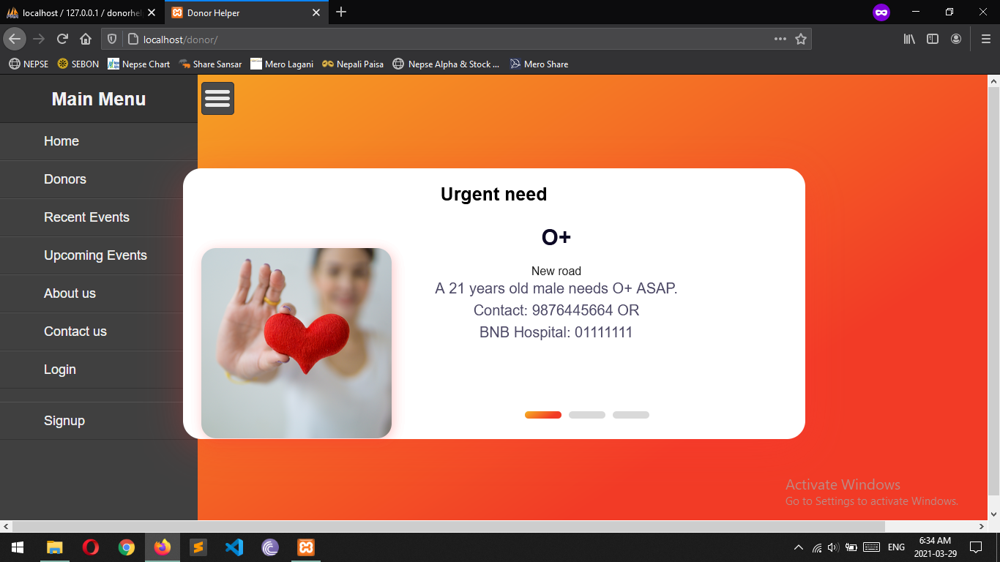 localhost / 127.0.0.1 / donorhel
Donor Helper
localhost/donor/
NEPSE
SEBON
Nepse Chart
Share Sansar
Mero Lagani
Nepali Paisa
Nepse Alpha & Stock ...
Mero Share
Main Menu
Home
Donors
Recent Events
Upcoming Events
About us
Contact us
Login
Signup
Urgent need
O+
New road
A 21 years old male needs O+ ASAP.
Contact: 9876445664 OR
BNB Hospital: 01111111
Activate Windows
Go to Settings to activate Windows.
ENG
6:34 AM
2021-03-29